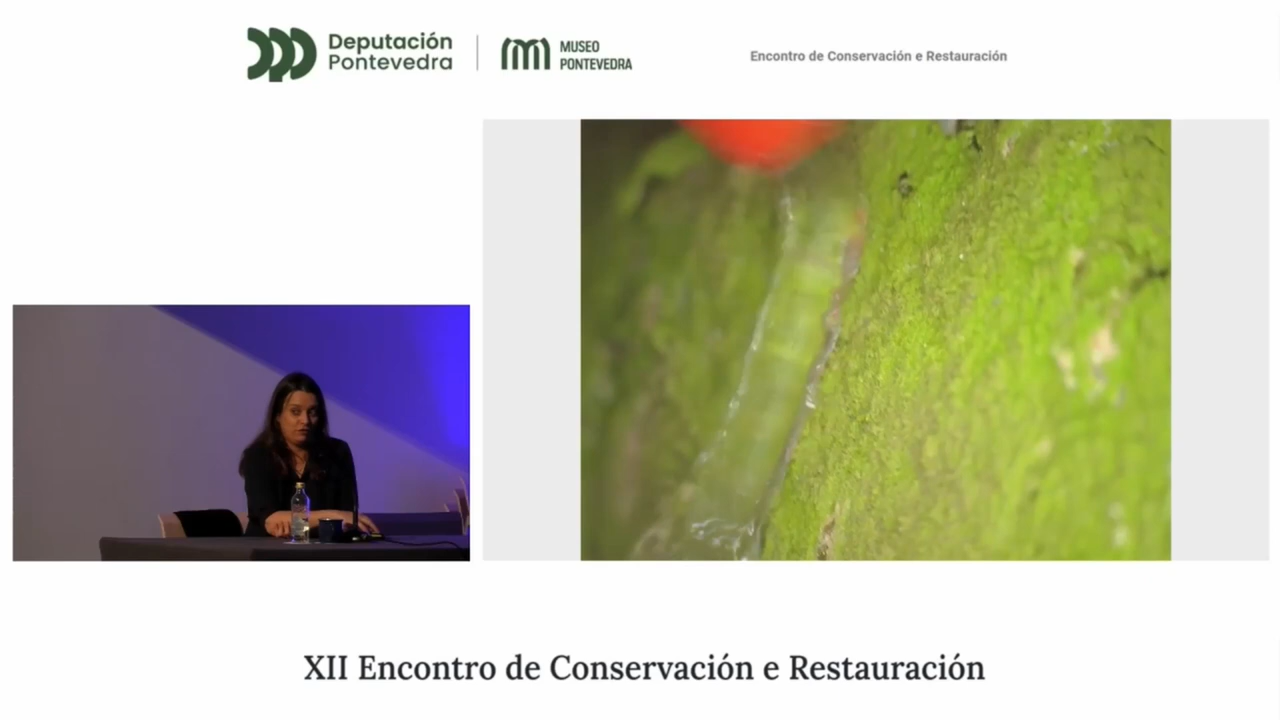 Deputación
Pontevedra
MUSEO
PONTEVEDRA
Encontro de Conservación e Restauración
XII Encontro de Conservación e Restauración